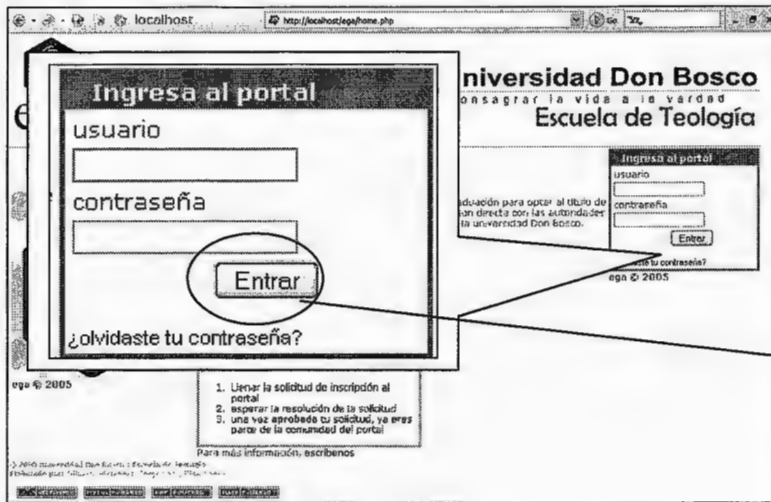 localhost
http://localhost/ega/home.php
Go
niversidad Don Bosco
onsagrar la vida a la verdad
Escuela de Teología
Ingresa al portal
usuario
contraseña
Entrar
¿olvidaste tu contraseña?
Ingresa al portal
usuario
contraseña
Entrar
ste tu contraseña?
ega © 2005
aduación para optar al título de
on directa con las autoridades
la universidad Don Bosco.
ega © 2005
1. Llenar la solicitud de inscripción al
portal
2. esperar la resolución de la solicitud
3. una vez aprobada tu solicitud, ya eres
parte de la comunidad del portal
Para más información, escribenos